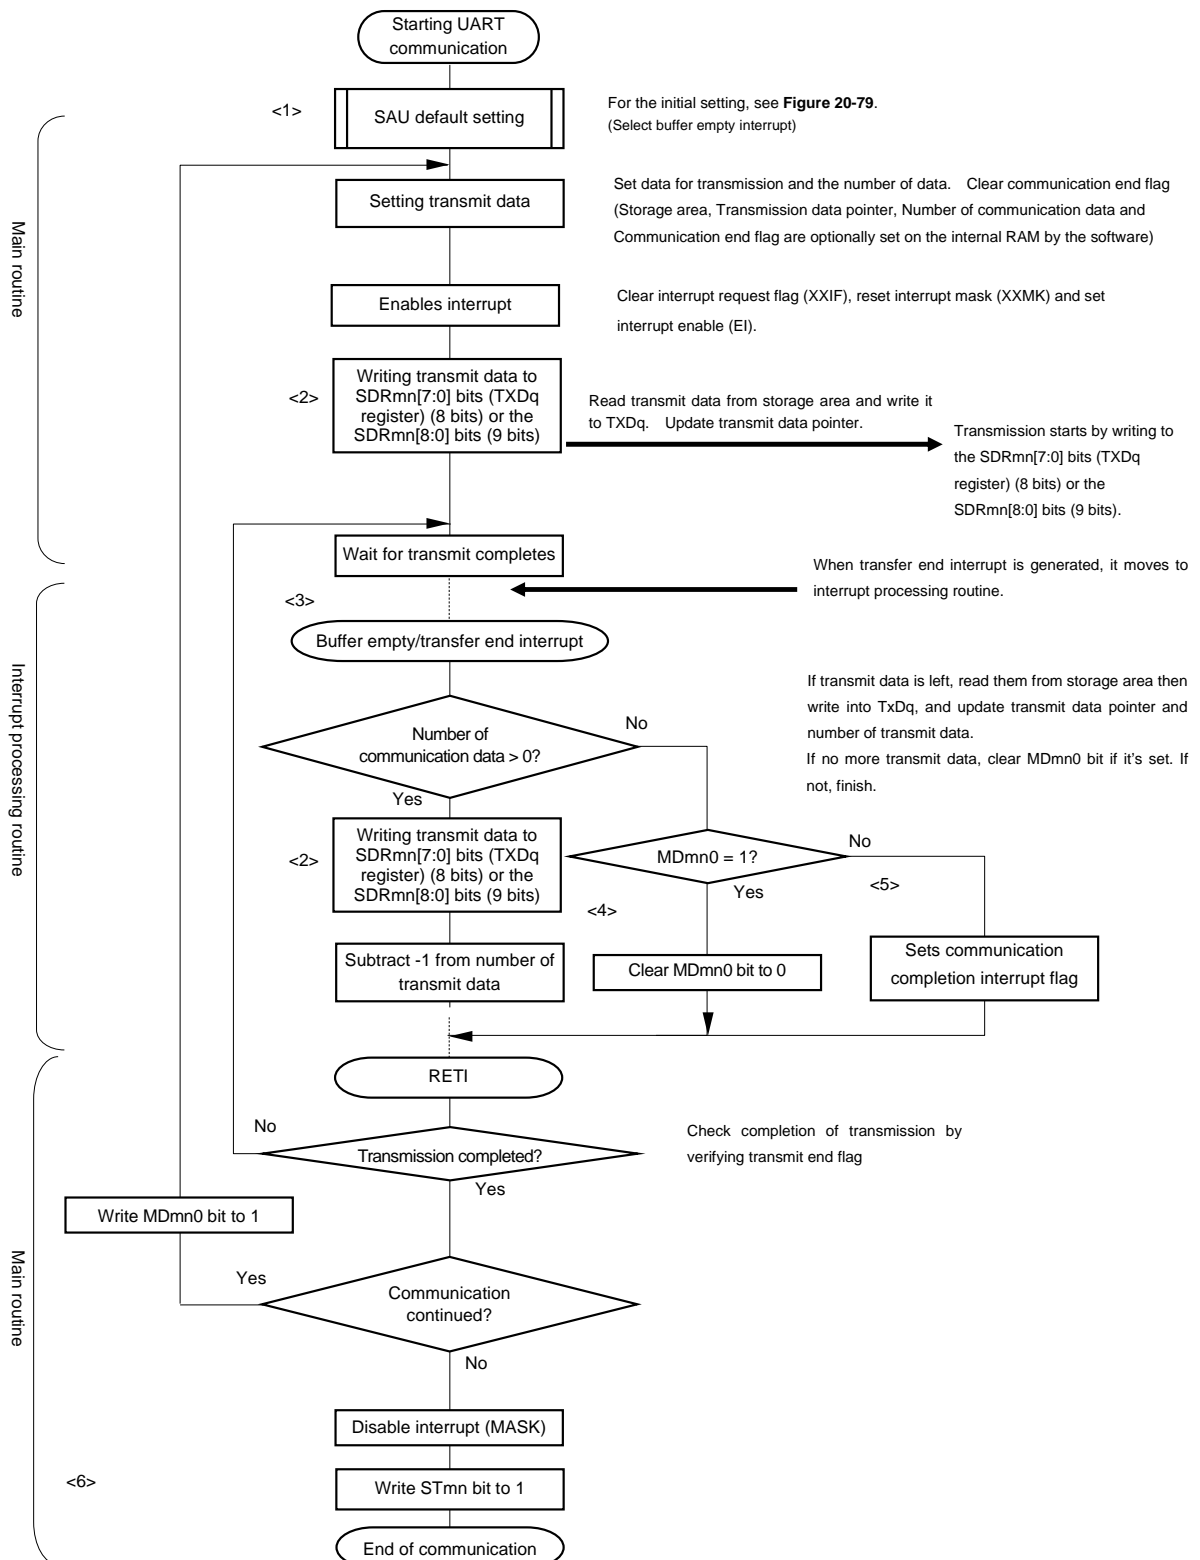 Starting UART
communication
<1>
SAU default setting
For the initial setting, see Figure 20-79.
(Select buffer empty interrupt)
Main routine
Setting transmit data
Set data for transmission and the number of data. Clear communication end flag
(Storage area, Transmission data pointer, Number of communication data and
Communication end flag are optionally set on the internal RAM by the software)
Enables interrupt
Clear interrupt request flag (XXIF), reset interrupt mask (XXMK) and set
interrupt enable (EI).
<2>
Writing transmit data to
SDRmn[7:0] bits (TXDq
register) (8 bits) or the
SDRmn[8:0] bits (9 bits)
Read transmit data from storage area and write it
to TXDq. Update transmit data pointer.
Transmission starts by writing to
the SDRmn[7:0] bits (TXDq
register) (8 bits) or the
SDRmn[8:0] bits (9 bits).
Wait for transmit completes
When transfer end interrupt is generated, it moves to
interrupt processing routine.
<3>
Buffer empty/transfer end interrupt
Interrupt processing routine
If transmit data is left, read them from storage area then
write into TxDq, and update transmit data pointer and
number of transmit data.
If no more transmit data, clear MDmn0 bit if it's set. If
not, finish.
Number of
communication data > 0?
No
Yes
<2>
Writing transmit data to
SDRmn[7:0] bits (TXDq
register) (8 bits) or the
SDRmn[8:0] bits (9 bits)
MDmn0 = 1?
No
Yes
<4>
<5>
Subtract -1 from number of
transmit data
Clear MDmn0 bit to 0
Sets communication
completion interrupt flag
RETI
No
Transmission completed?
Yes
Check completion of transmission by
verifying transmit end flag
Write MDmn0 bit to 1
Main routine
Yes
Communication
continued?
No
Disable interrupt (MASK)
<6>
Write STmn bit to 1
End of communication